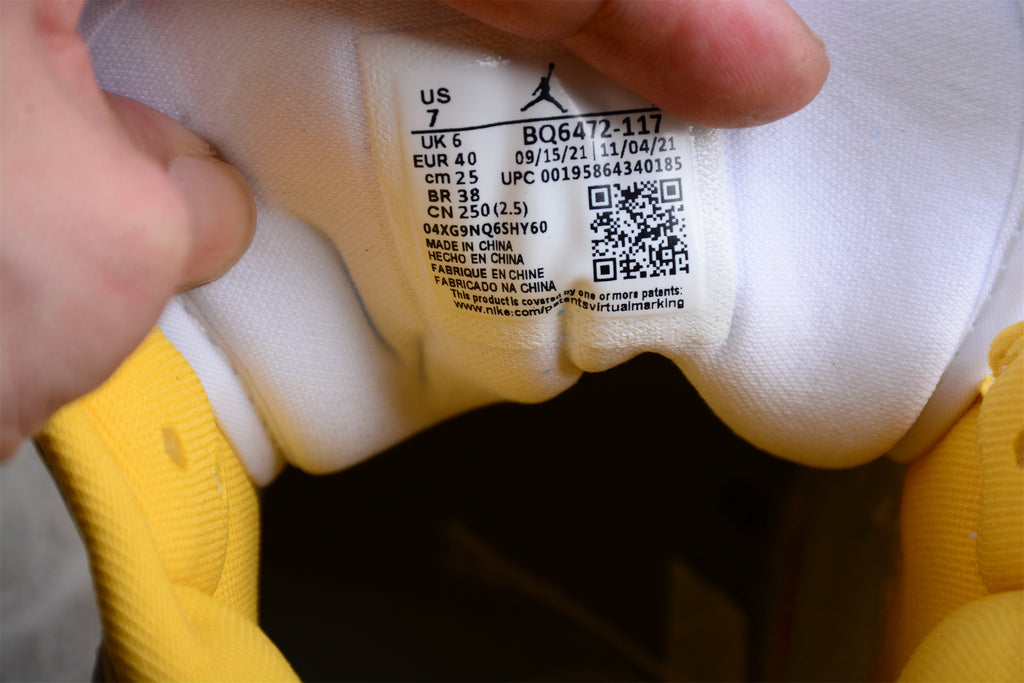 US
7
UK 6
EUR 40
cm 25
BR 38
CN 250 (2.5)
BQ6472-117
09/15/21 | 11/04/21
UPC 00195864340185
04XG9NQ6SHY60
MADE IN CHINA
HECHO EN CHINA
FABRIQUE EN CHINE
FABRICADO NA CHINA
This product is covered by one or more patents:
www.nike.com/patentsvirtualmarking